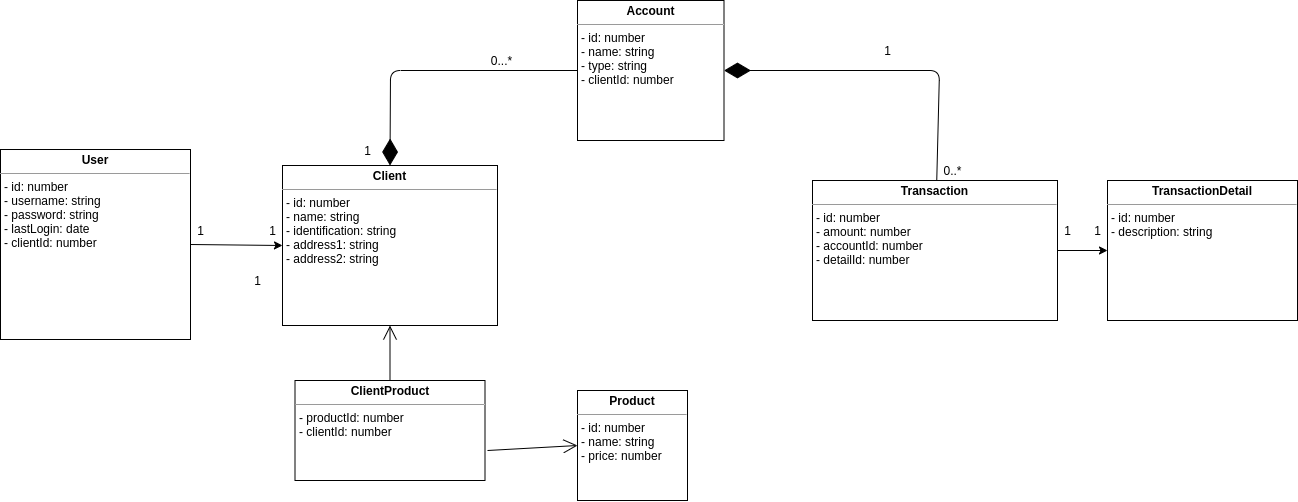 Account
- id: number
- name: string
- type: string
- clientId: number
0...*
1
1
0..*
User
- id: number
- username: string
- password: string
- lastLogin: date
- clientId: number
1
1
1
Client
- id: number
- name: string
- identification: string
- address1: string
- address2: string
Transaction
- id: number
- amount: number
- accountId: number
- detailId: number
1
1
TransactionDetail
- id: number
- description: string
ClientProduct
- productId: number
- clientId: number
Product
- id: number
- name: string
- price: number